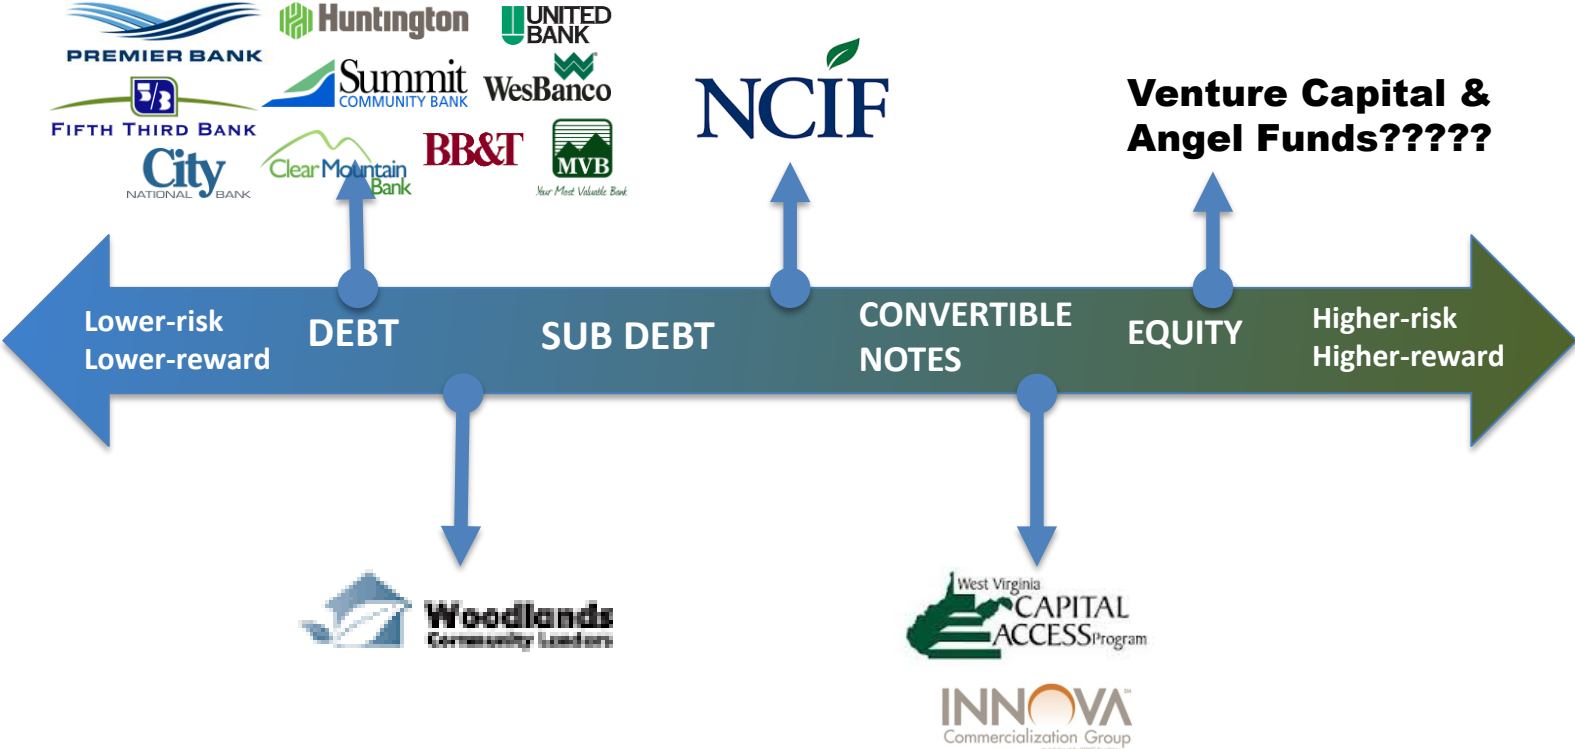 PREMIER BANK
Huntington
UNITED
BANK
5/3
FIFTH THIRD BANK
Summit
COMMUNITY BANK
WesBanco
City
NATIONAL BANK
Clear Mountain
Bank
BB&T
MVB
Your Most Valuable Bank
NCIF
Venture Capital &
Angel Funds?????
Lower-risk
Lower-reward
DEBT
SUB DEBT
CONVERTIBLE
NOTES
EQUITY
Higher-risk
Higher-reward
Woodlands
Community Lenders
West Virginia
CAPITAL
ACCESS Program
INNOVA
Commercialization Group